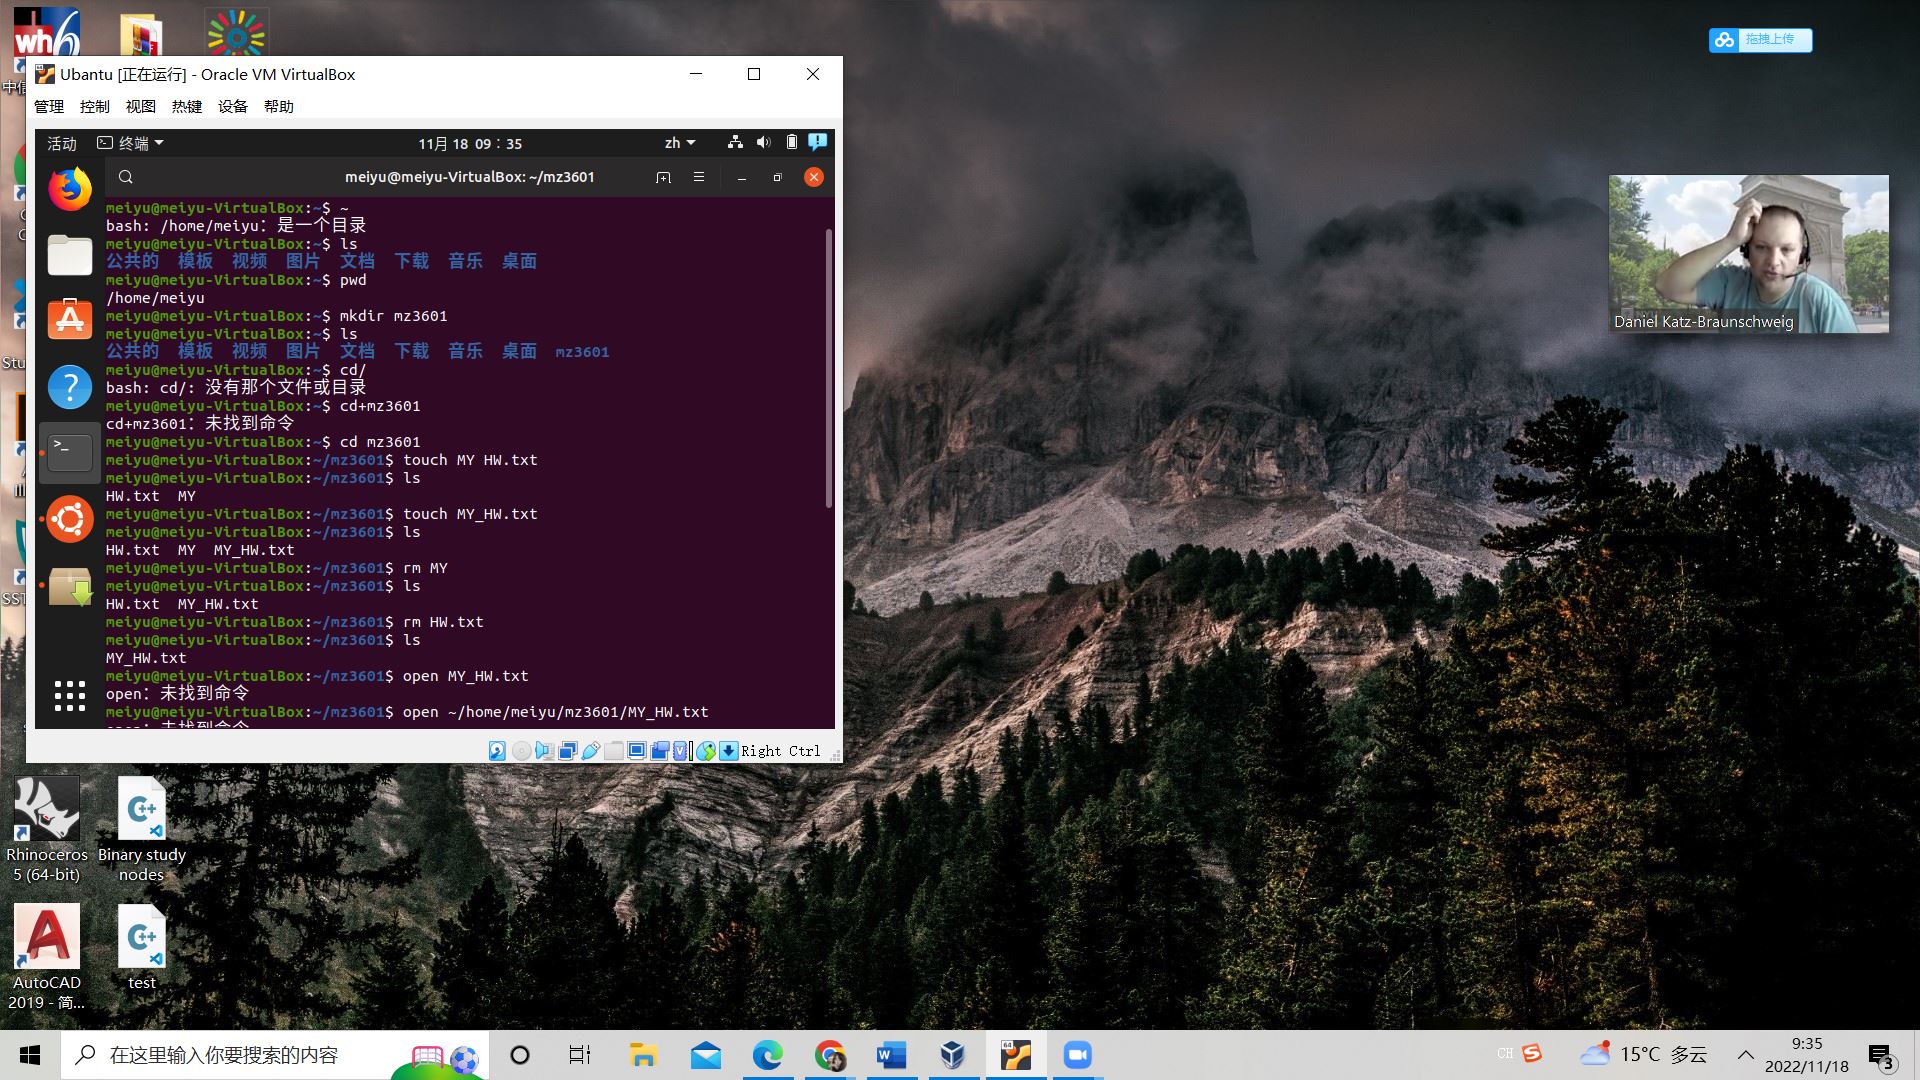 wh6
拖拽上传
中信
Stu
SST
Ubantu [正在运行] - Oracle VM VirtualBox
管理 控制 视图 热键 设备 帮助
活动 终端 11月 18 09：35 zh
meiyu@meiyu-VirtualBox: ~/mz3601
meiyu@meiyu-VirtualBox:~$ ~
bash: /home/meiyu：是一个目录
meiyu@meiyu-VirtualBox:~$ ls
公共的 模板 视频 图片 文档 下载 音乐 桌面
meiyu@meiyu-VirtualBox:~$ pwd
/home/meiyu
meiyu@meiyu-VirtualBox:~$ mkdir mz3601
meiyu@meiyu-VirtualBox:~$ ls
公共的 模板 视频 图片 文档 下载 音乐 桌面 mz3601
meiyu@meiyu-VirtualBox:~$ cd/
bash: cd/: 没有那个文件或目录
meiyu@meiyu-VirtualBox:~$ cd+mz3601
cd+mz3601：未找到命令
meiyu@meiyu-VirtualBox:~$ cd mz3601
meiyu@meiyu-VirtualBox:~/mz3601$ touch MY HW.txt
meiyu@meiyu-VirtualBox:~/mz3601$ ls
HW.txt MY
meiyu@meiyu-VirtualBox:~/mz3601$ touch MY_HW.txt
meiyu@meiyu-VirtualBox:~/mz3601$ ls
HW.txt MY MY_HW.txt
meiyu@meiyu-VirtualBox:~/mz3601$ rm MY
meiyu@meiyu-VirtualBox:~/mz3601$ ls
HW.txt MY_HW.txt
meiyu@meiyu-VirtualBox:~/mz3601$ rm HW.txt
meiyu@meiyu-VirtualBox:~/mz3601$ ls
MY_HW.txt
meiyu@meiyu-VirtualBox:~/mz3601$ open MY_HW.txt
open：未找到命令
meiyu@meiyu-VirtualBox:~/mz3601$ open ~/home/meiyu/mz3601/MY_HW.txt
Right Ctrl
Daniel Katz-Braunschweig
Rhinoceros
5 (64-bit)
Binary study
nodes
AutoCAD
2019 - 简...
test
在这里输入你要搜索的内容
CH
15°C 多云
9:35
2022/11/18
3